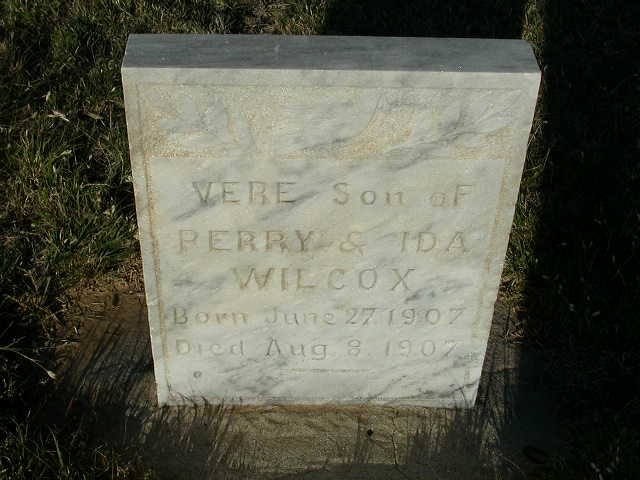 VERE Son oF
PERRY & IDA
WILCOX
Born June 27 1907
Died Aug 8. 1907